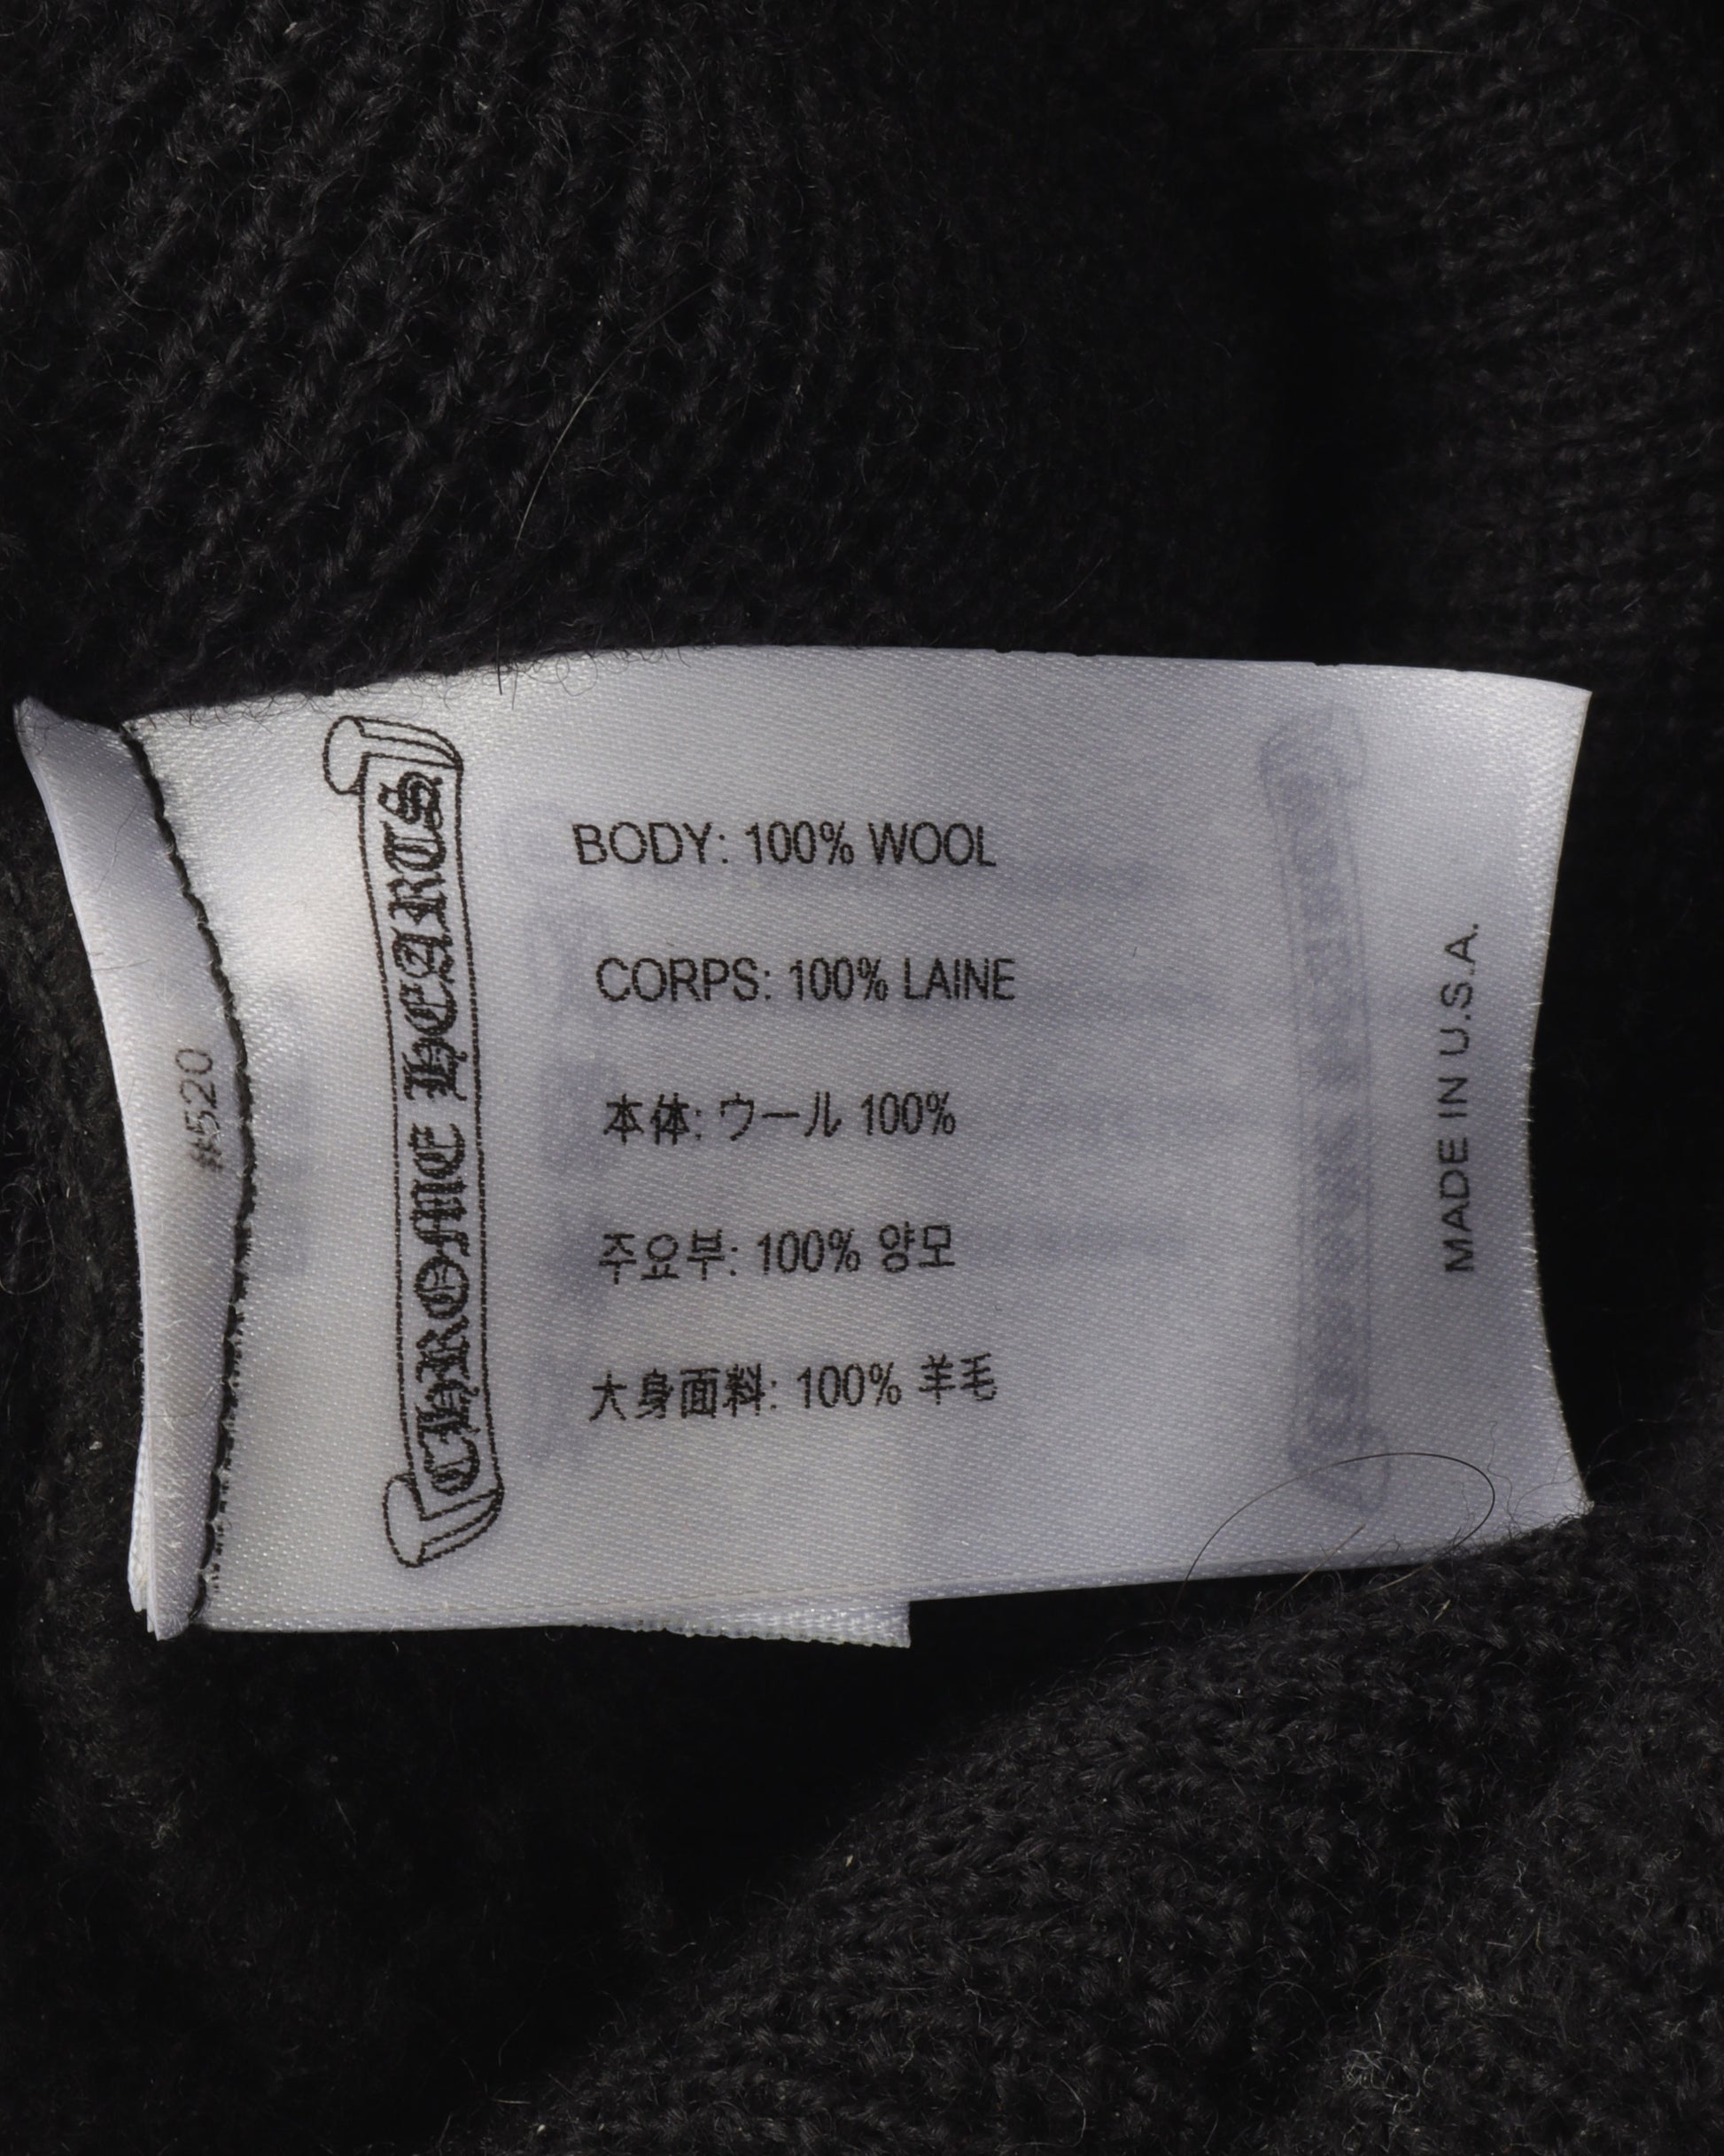 #520
CHROME HEARTS
BODY: 100% WOOL
CORPS: 100% LAINE
本体: ウール 100%
주요부: 100% 양모
大身面料: 100% 羊毛
MADE IN U.S.A.